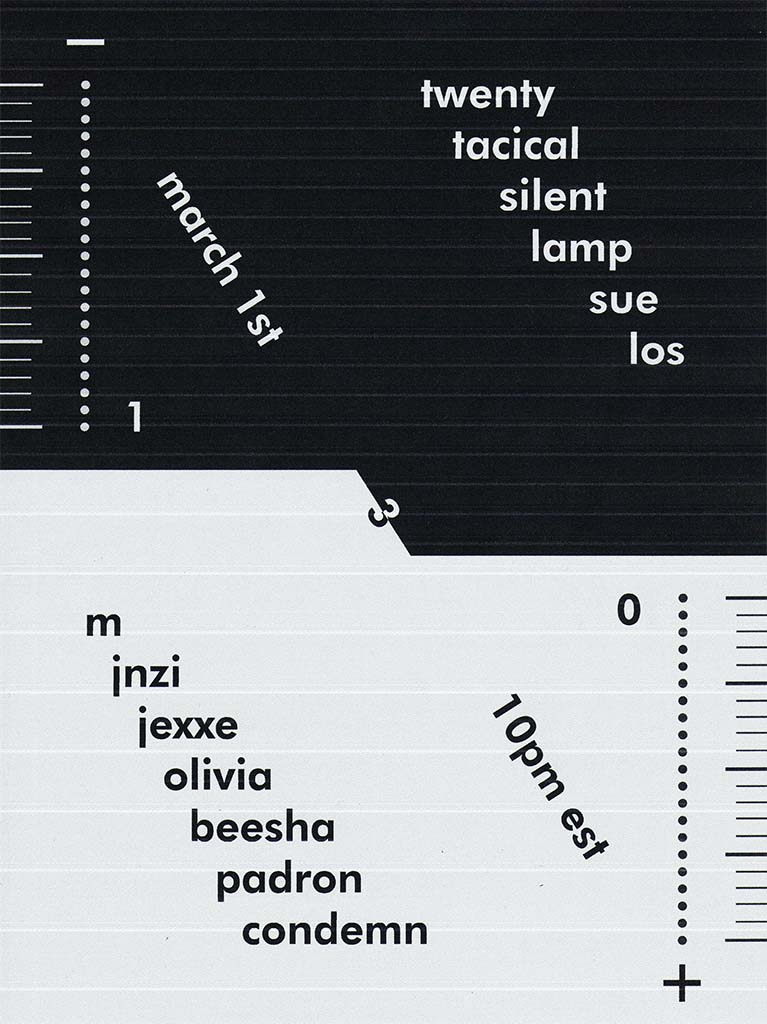 twenty
tacical
silent
lamp
sue
los
march 1st
1
3
0
m
jnzi
jexxe
olivia
beesha
padron
condemn
10pm est